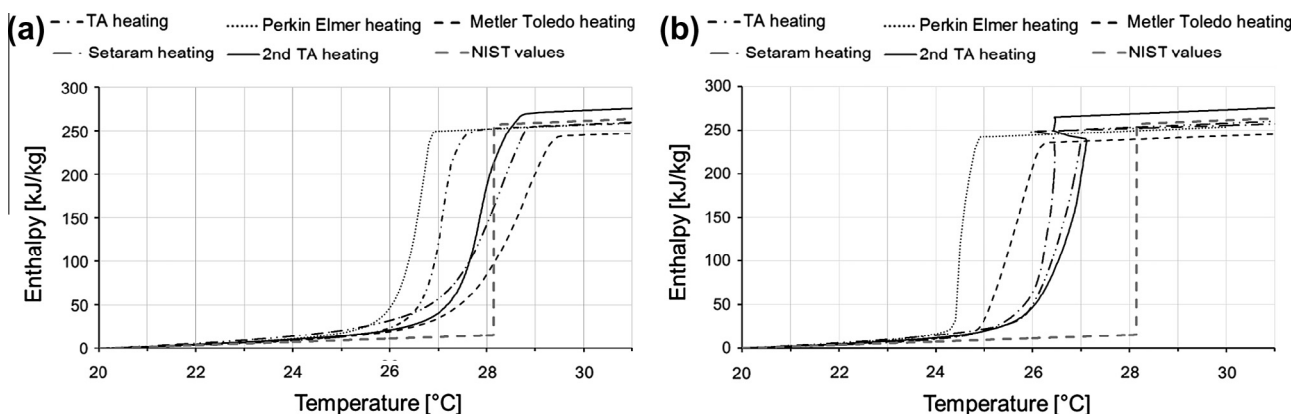 (a)
TA heating
Perkin Elmer heating
Metler Toledo heating
Setaram heating
2nd TA heating
NIST values
300
250
200
150
100
50
0
Enthalpy [kJ/kg]
20 22 24 28 30
Temperature [°C]
(b)
TA heating
Perkin Elmer heating
Metler Toledo heating
Setaram heating
2nd TA heating
NIST values
300
250
200
150
100
50
0
Enthalpy [kJ/kg]
20 22 24 26 28 30
Temperature [°C]